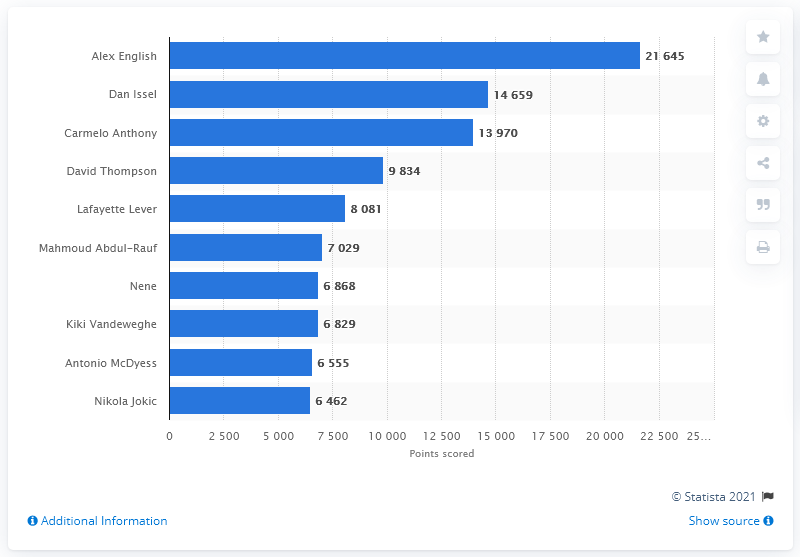 Alex English 21 645
Dan Issel 14 659
Carmelo Anthony 13 970
David Thompson 9 834
Lafayette Lever 8 081
Mahmoud Abdul-Rauf 7 029
Nene 6 868
Kiki Vandeweghe 6 829
Antonio McDyess 6 555
Nikola Jokic 6 462
0 2 500 5 000 7 500 10 000 12 500 15 000 17 500 20 000 22 500 25...
Points scored
© Statista 2021
Additional Information Show source